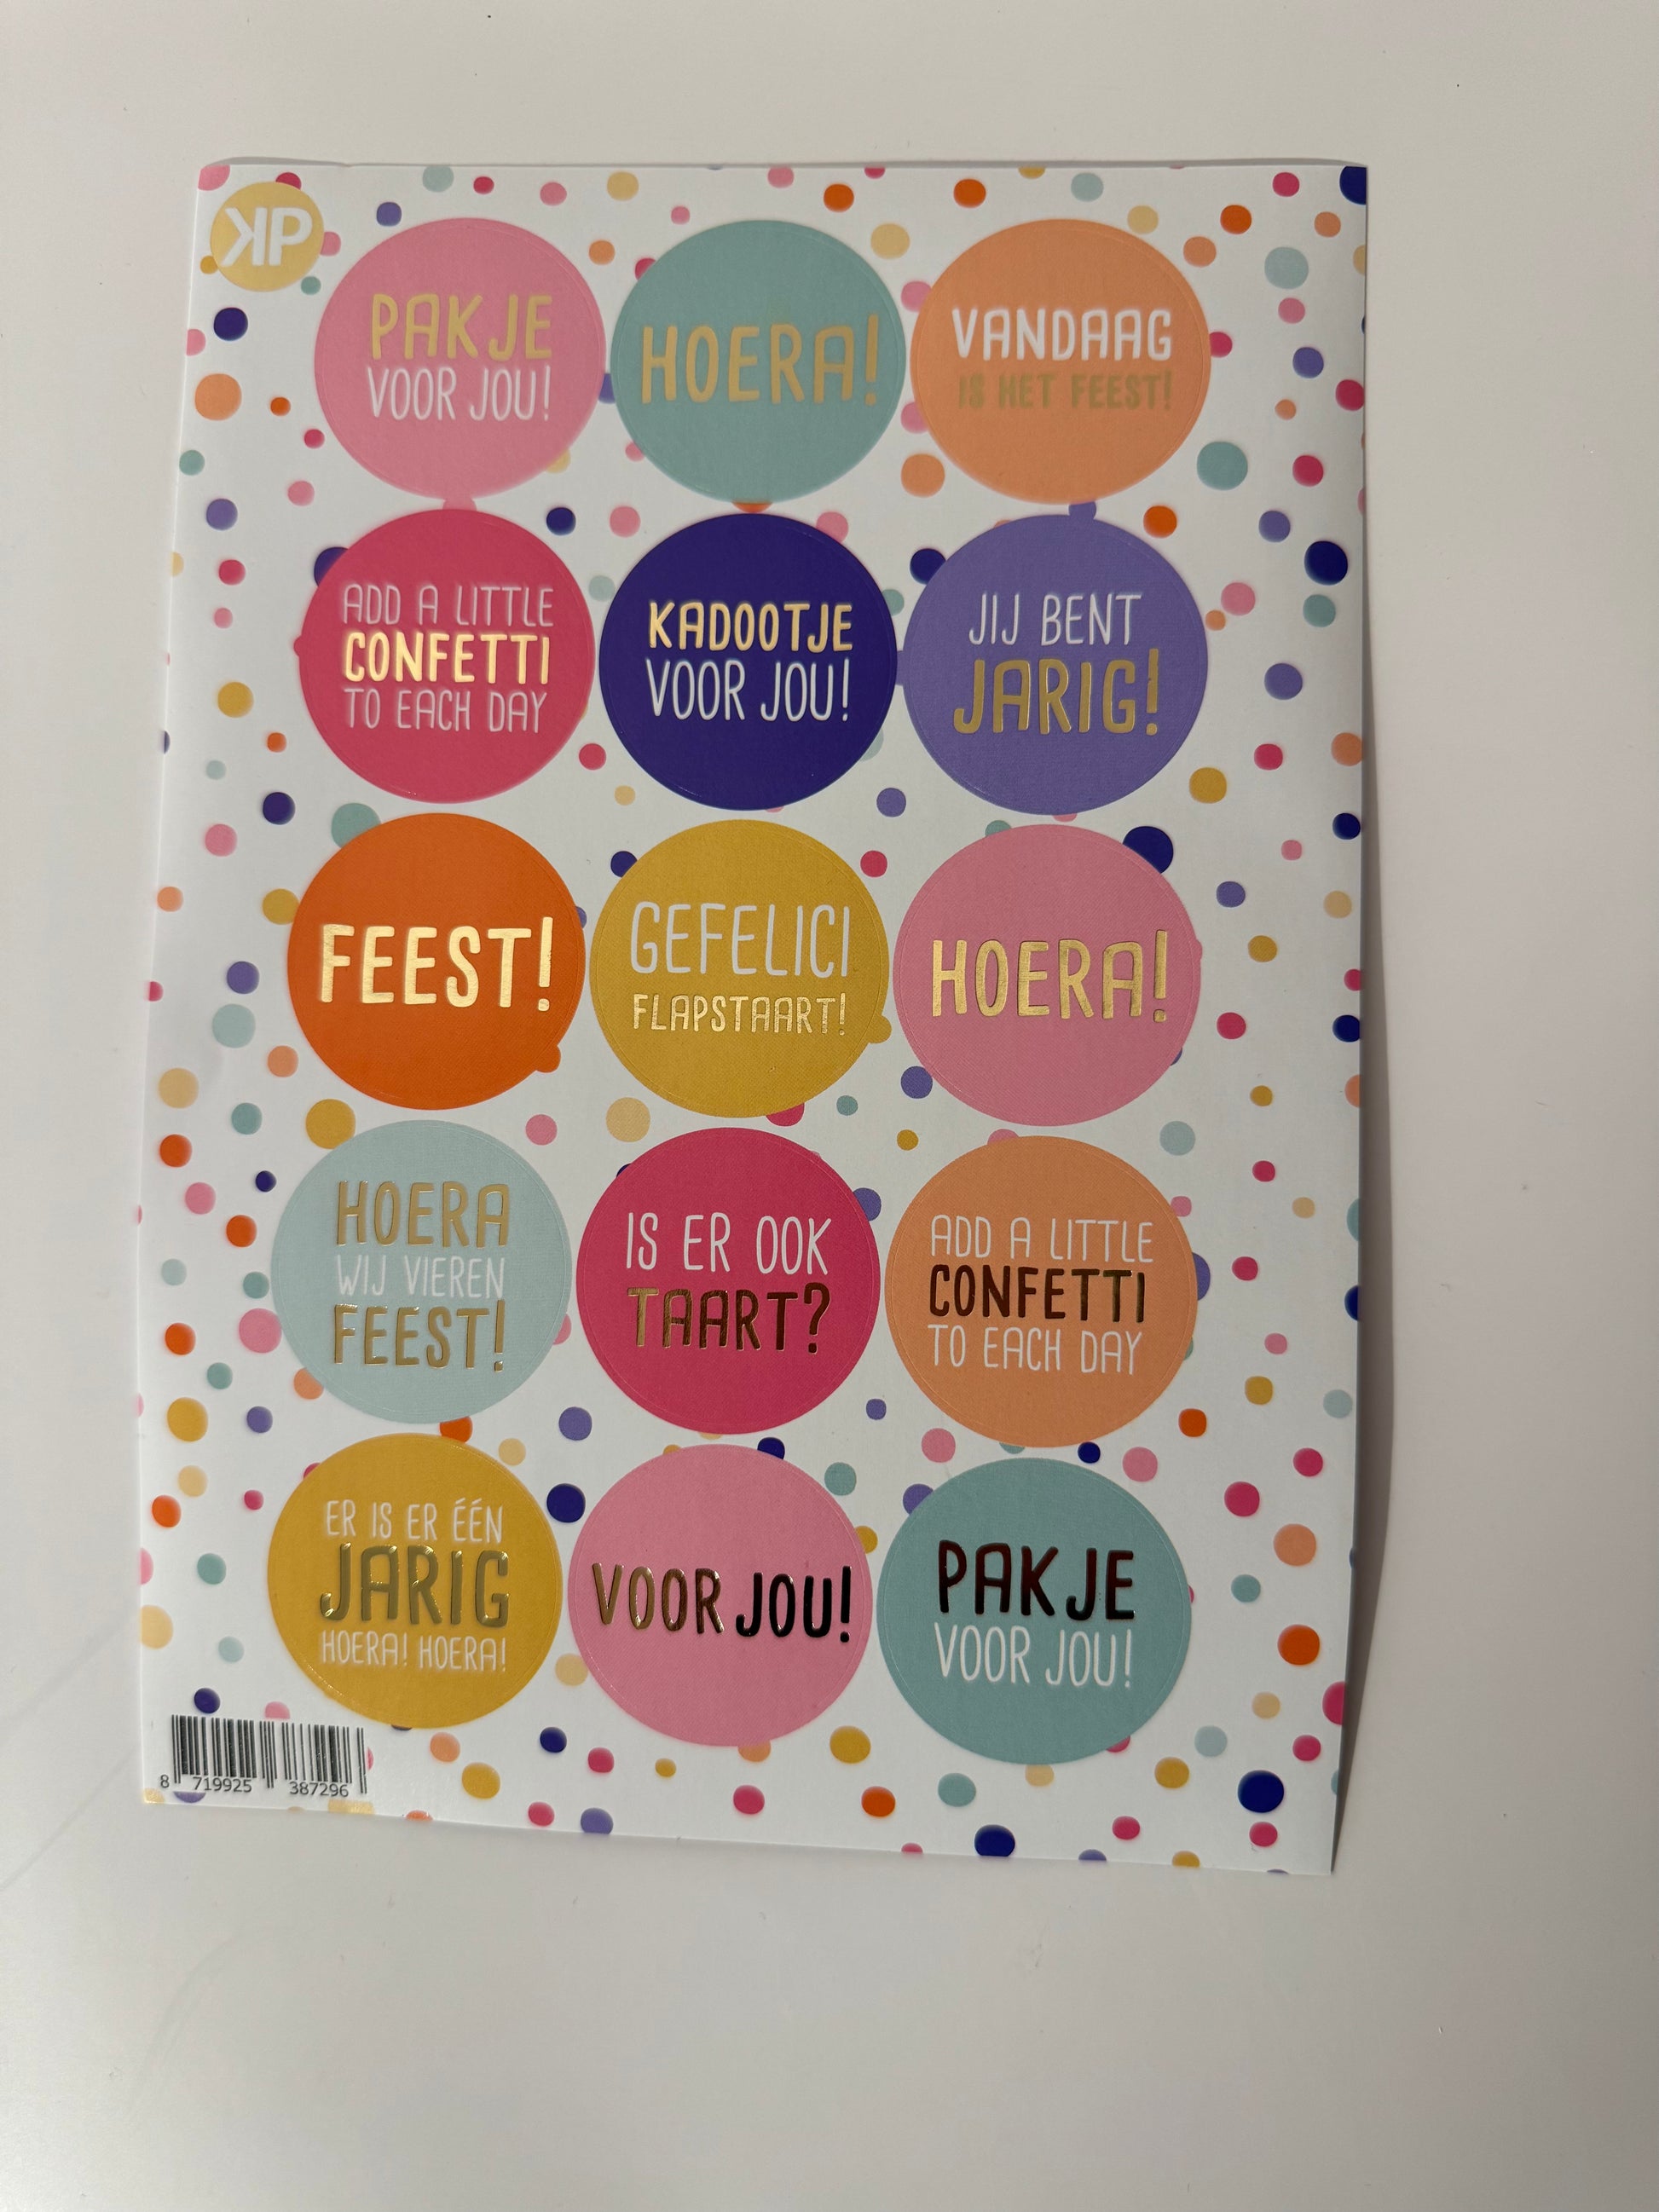 KP
PAKJE
VOOR JOU!
HOERA!
VANDAAG
IS HET FEEST!
ADD A LITTLE
CONFETTI
TO EACH DAY
KADOOTJE
VOOR JOU!
JIJ BENT
JARIG!
FEEST!
GEFELICI
FLAPSTAART!
HOERA!
HOERA
WIJ VIEREN
FEEST!
IS ER OOK
TAART?
ADD A LITTLE
CONFETTI
TO EACH DAY
ER IS ER ÉÉN
JARIG
HOERA! HOERA!
VOOR JOU!
PAKJE
VOOR JOU!
8 719925 387296